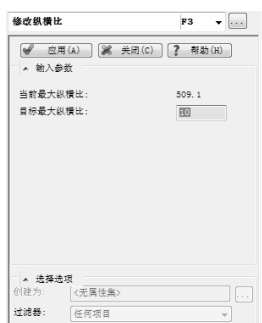 修改纵横比 F3 ...
应用(A) 关闭(C) ? 帮助(H)
输入参数
当前最大纵横比: 509.1
目标最大纵横比: 10
选择选项
创建为: <无属性集> ...
过滤器: 任何项目